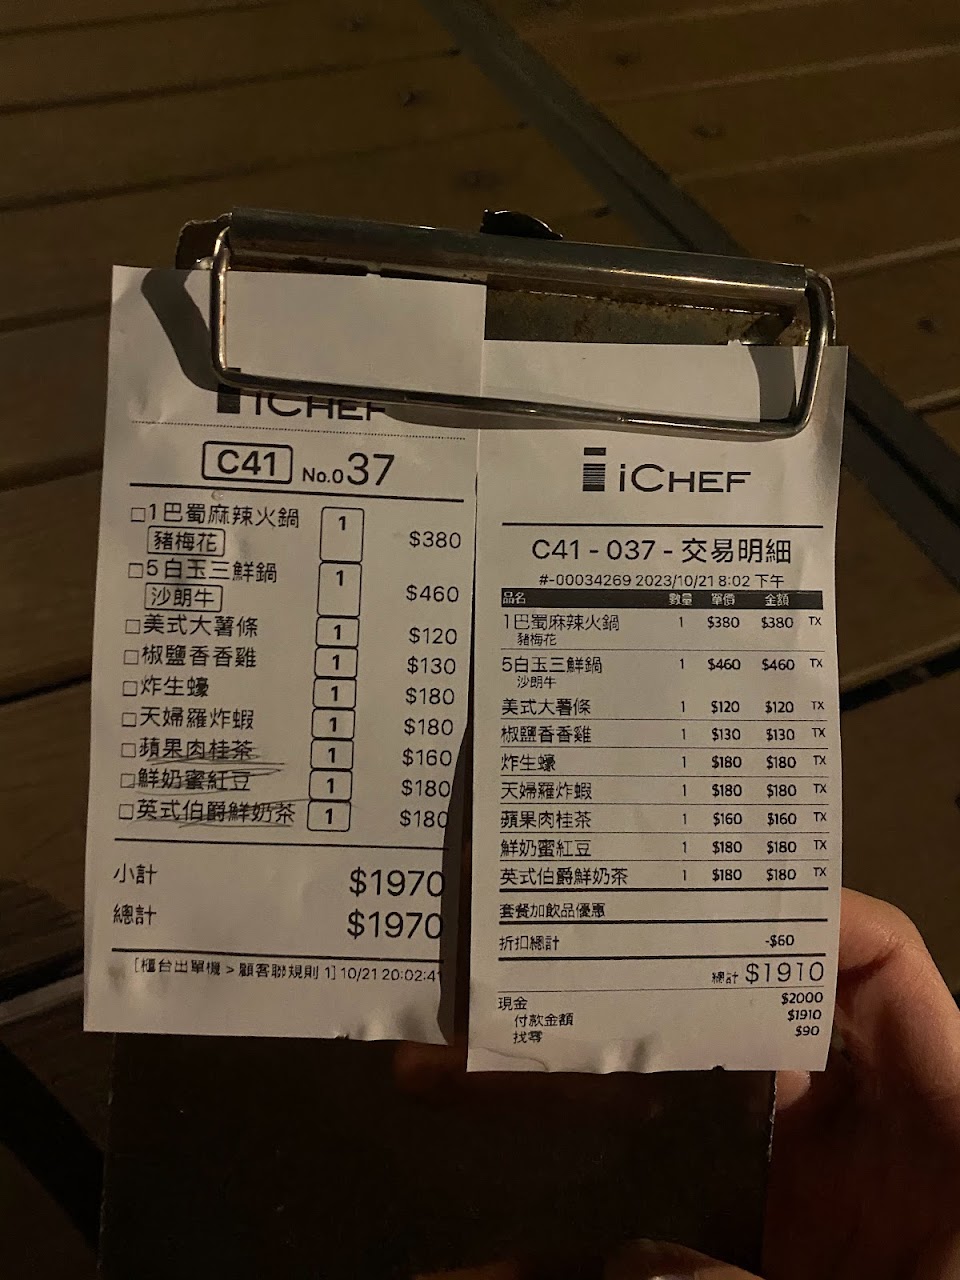 iCHEF
C41 No.037
□1巴蜀麻辣火鍋 1 $380
豬梅花
□5白玉三鮮鍋 1 $460
沙朗牛
□美式大薯條 1 $120
□椒鹽香香雞 1 $130
□炸生蠔 1 $180
□天婦羅炸蝦 1 $180
□蘋果肉桂茶 1 $160
□鮮奶蜜紅豆 1 $180
□英式伯爵鮮奶茶 1 $180
小計 $1970
總計 $1970
[櫃台出單機 > 顧客聯規則 1] 10/21 20:02:41
iCHEF
C41 - 037 - 交易明細
#-00034269 2023/10/21 8:02 下午
品名 數量 單價 金額
1巴蜀麻辣火鍋 1 $380 $380 TX
豬梅花
5白玉三鮮鍋 1 $460 $460 TX
沙朗牛
美式大薯條 1 $120 $120 TX
椒鹽香香雞 1 $130 $130 TX
炸生蠔 1 $180 $180 TX
天婦羅炸蝦 1 $180 $180 TX
蘋果肉桂茶 1 $160 $160 TX
鮮奶蜜紅豆 1 $180 $180 TX
英式伯爵鮮奶茶 1 $180 $180 TX
套餐加飲品優惠
折扣總計 -$60
總計 $1910
現金 $2000
付款金額 $1910
找零 $90